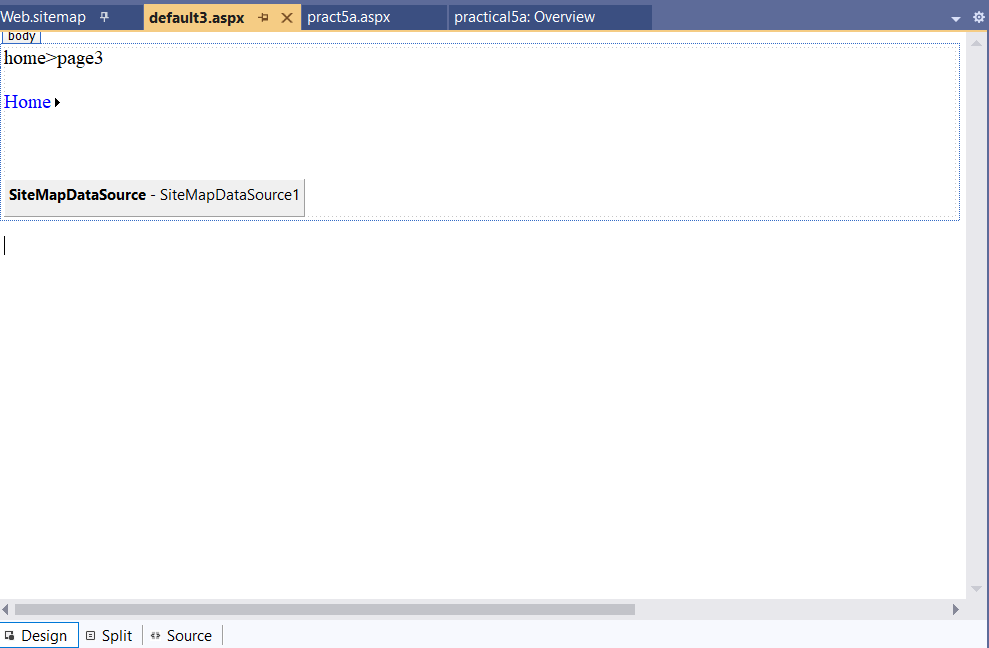 Web.sitemap default3.aspx pract5a.aspx practical5a: Overview
body
home>page3
Home
SiteMapDataSource - SiteMapDataSource1
Design Split Source